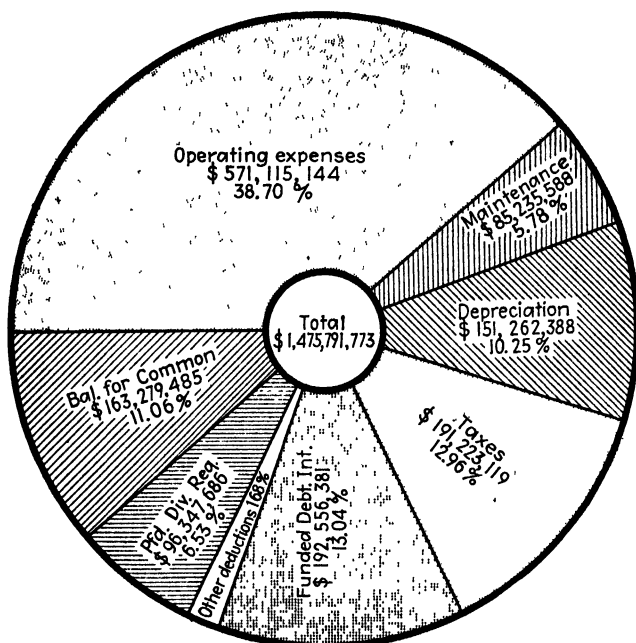 Operating expenses
$ 571, 115, 144
38.70 %
Maintenance
$ 85,235,588
5.78 %
Depreciation
$ 151, 262,388
10.25 %
Total
$ 1,475,791,773
Taxes
$ 191,223,119
12.96 %
Bal. for Common
$ 163,279,485
11.06 %
Pfd. Div. Req.
$ 96,347,686
6.53 %
Other deductions 168%
Funded Debt Int.
$ 192, 556,381
13.04 %